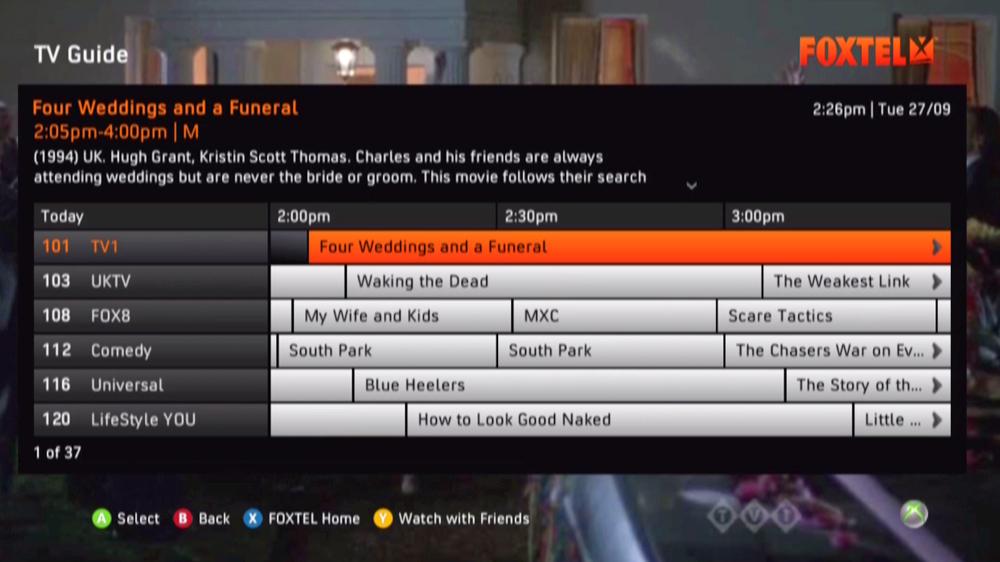 TV Guide
FOXTEL
Four Weddings and a Funeral
2:26pm | Tue 27/09
2:05pm-4:00pm | M
(1994) UK. Hugh Grant, Kristin Scott Thomas. Charles and his friends are always
attending weddings but are never the bride or groom. This movie follows their search
Today 2:00pm 2:30pm 3:00pm
101 TV1 Four Weddings and a Funeral
103 UKTV Waking the Dead The Weakest Link
108 FOX8 My Wife and Kids MXC Scare Tactics
112 Comedy South Park South Park The Chasers War on Ev...
116 Universal Blue Heelers The Story of th...
120 LifeStyle YOU How to Look Good Naked Little ...
1 of 37
A Select B Back X FOXTEL Home Y Watch with Friends
T V T